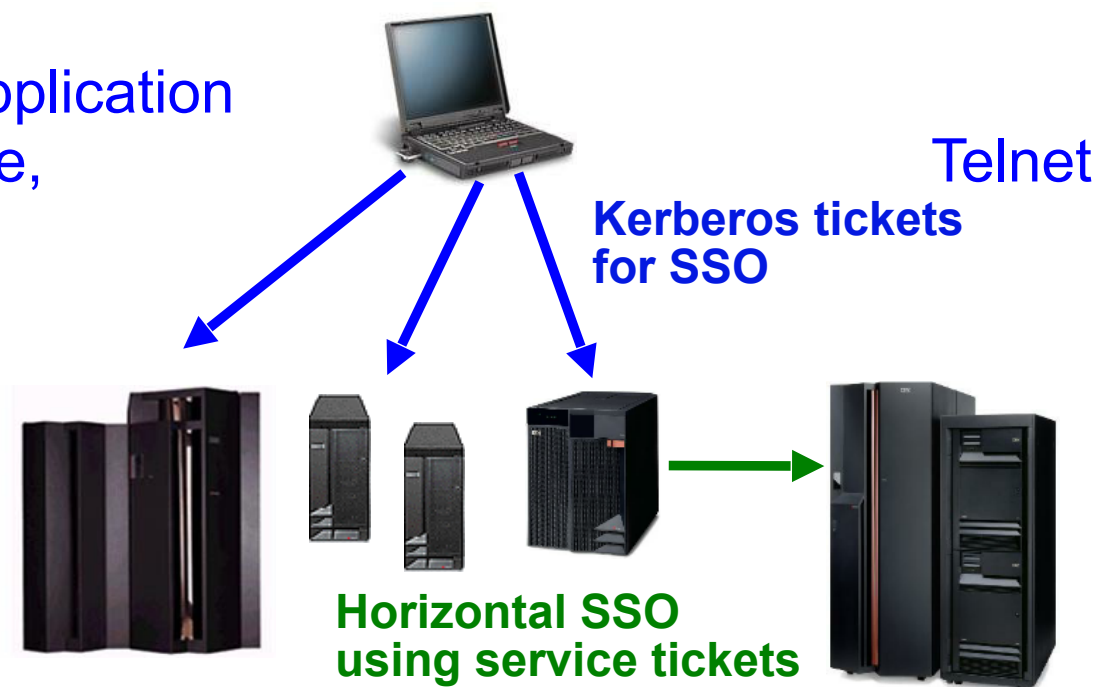 pplication
e,
Telnet
Kerberos tickets
for SSO
Horizontal SSO
using service tickets